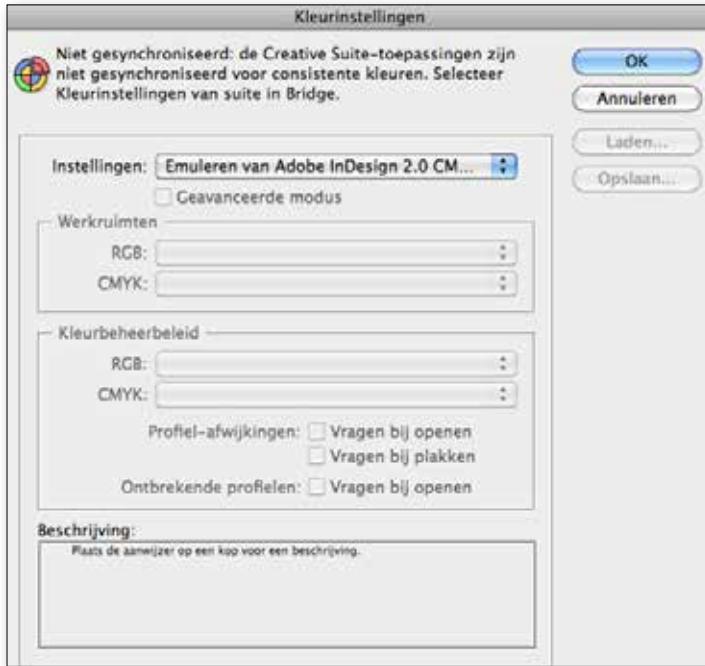 Kleurinstellingen
Niet gesynchroniseerd: de Creative Suite-toepassingen zijn
niet gesynchroniseerd voor consistente kleuren. Selecteer
Kleurinstellingen van suite in Bridge.
OK
Annuleren
Laden...
Opslaan...
Instellingen: Emuleren van Adobe InDesign 2.0 CM...
Geavanceerde modus
Werkruimten
RGB:
CMYK:
Kleurbeheerbeleid
RGB:
CMYK:
Profiel-afwijkingen: Vragen bij openen
Vragen bij plakken
Ontbrekende profielen: Vragen bij openen
Beschrijving:
Plaats de aanwijzer op een kop voor een beschrijving.